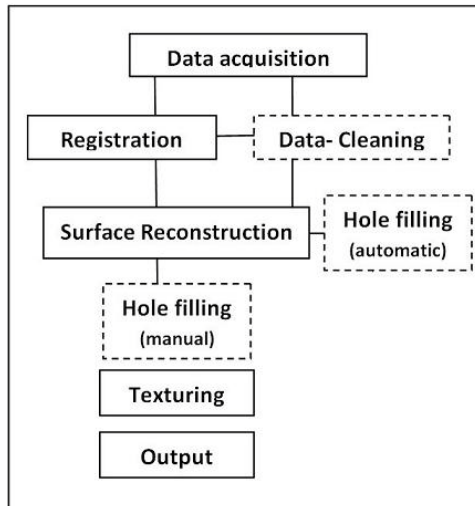 Data acquisition
Registration
Data- Cleaning
Surface Reconstruction
Hole filling
(automatic)
Hole filling
(manual)
Texturing
Output